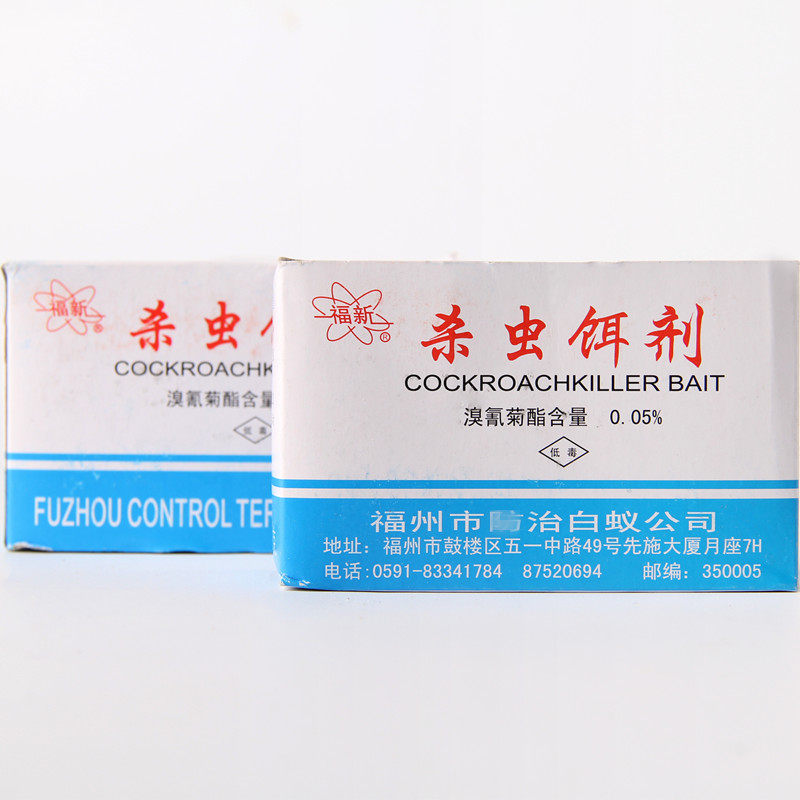 福新®
杀虫饵
COCKROACHK
溴氰菊酯含量
低毒
FUZHOU CONTROL TER
福新®
杀虫饵剂
COCKROACHKILLER BAIT
溴氰菊酯含量 0.05%
低毒
福州市治白蚁公司
地址：福州市鼓楼区五一中路49号先施大厦月座7H
电话:0591-83341784 87520694 邮编：350005